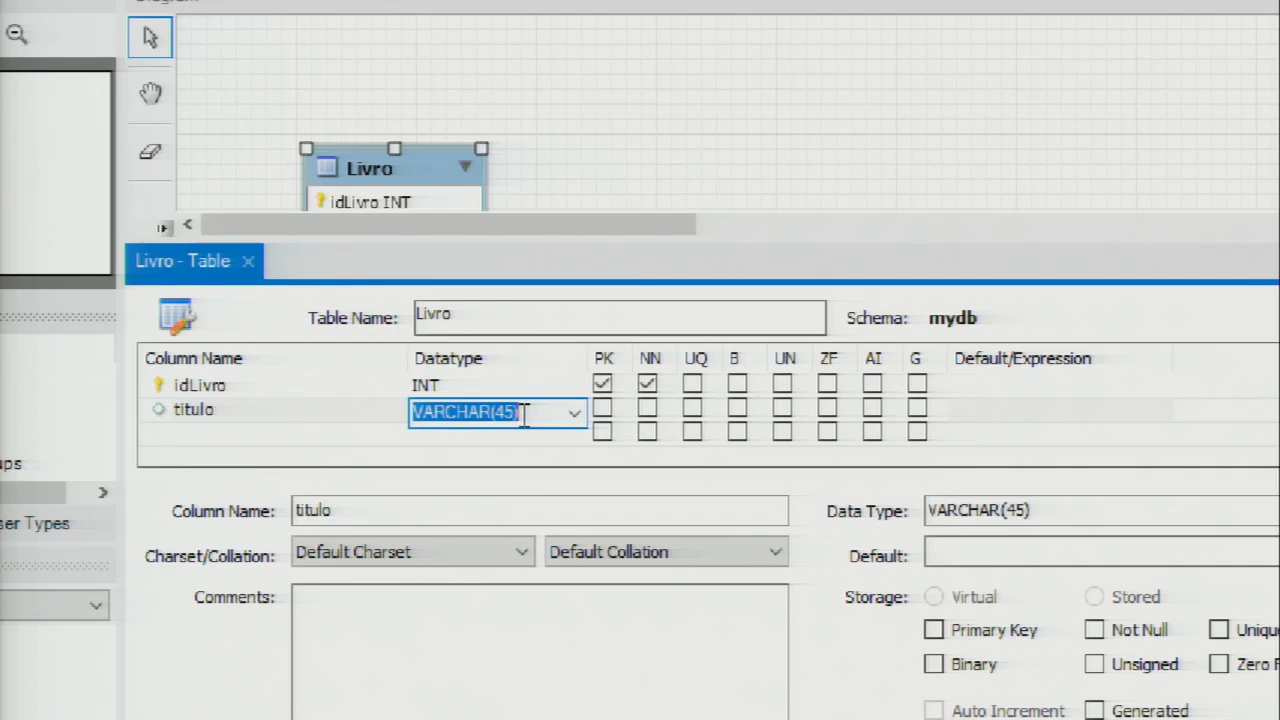 Livro
idLivro INT
Livro - Table
Table Name: Livro Schema: mydb
Column Name Datatype PK NN UQ B UN ZF AI G Default/Expression
idLivro INT
titulo VARCHAR(45)
ups
ser Types
Column Name: titulo Data Type: VARCHAR(45)
Charset/Collation: Default Charset Default Collation Default:
Comments: Storage: Virtual Stored
Primary Key Not Null Uniqu
Binary Unsigned Zero F
Auto Increment Generated